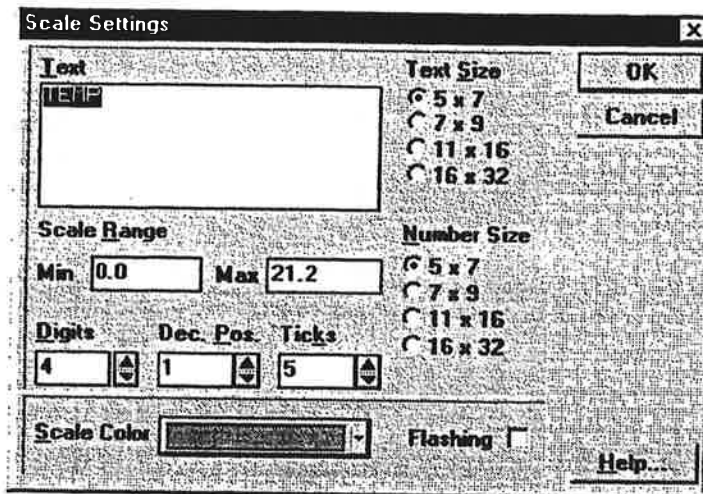 Scale Settings
Text
TEMP
Text Size
5 x 7
7 x 9
11 x 16
16 x 32
OK
Cancel
Scale Range
Min 0.0 Max 21.2
Number Size
5 x 7
7 x 9
11 x 16
16 x 32
Digits Dec. Pos. Ticks
4 1 5
Scale Color
Flashing
Help...